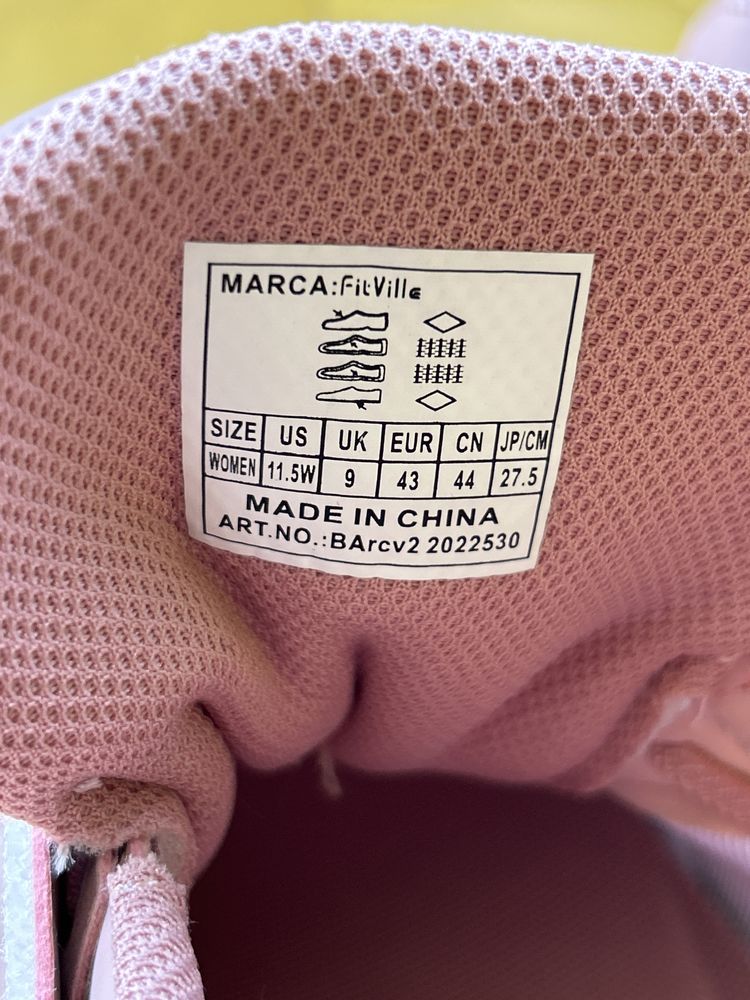 MARCA:FitVille
SIZE US UK EUR CN JP/CM
WOMEN 11.5W 9 43 44 27.5
MADE IN CHINA
ART.NO.:BArcv2 2022530